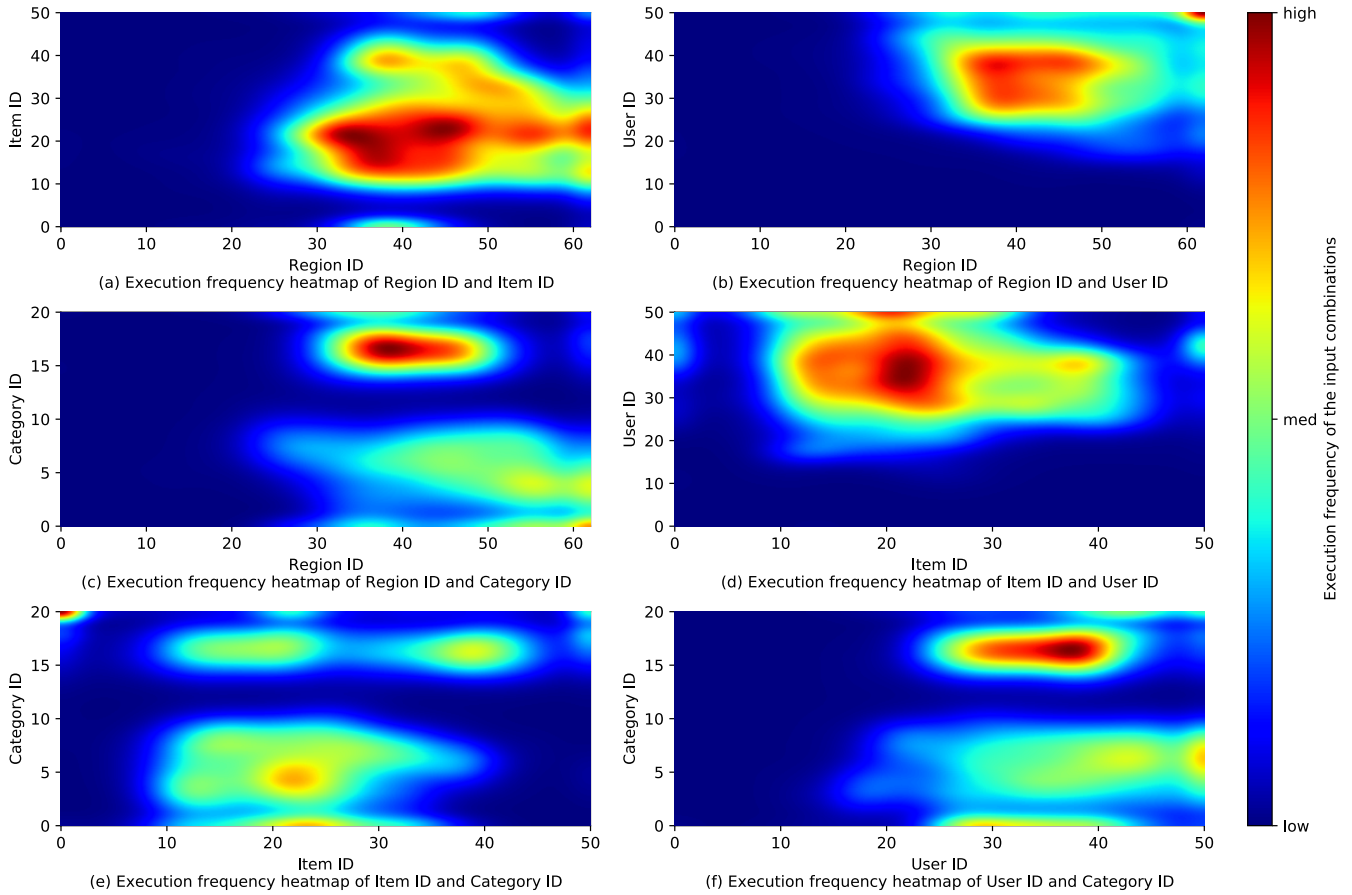 50
40
30
20
10
0
Item ID
0 10 20 30 40 50 60
Region ID
(a) Execution frequency heatmap of Region ID and Item ID
50
40
30
20
10
0
User ID
0 10 20 30 40 50 60
Region ID
(b) Execution frequency heatmap of Region ID and User ID
20
15
10
5
0
Category ID
0 10 20 30 40 50 60
Region ID
(c) Execution frequency heatmap of Region ID and Category ID
50
40
30
20
10
0
User ID
0 10 20 30 40 50
Item ID
(d) Execution frequency heatmap of Item ID and User ID
20
15
10
5
0
Category ID
0 10 20 30 40 50
Item ID
(e) Execution frequency heatmap of Item ID and Category ID
20
15
10
5
0
Category ID
0 10 20 30 40 50
User ID
(f) Execution frequency heatmap of User ID and Category ID
high
med
low
Execution frequency of the input combinations